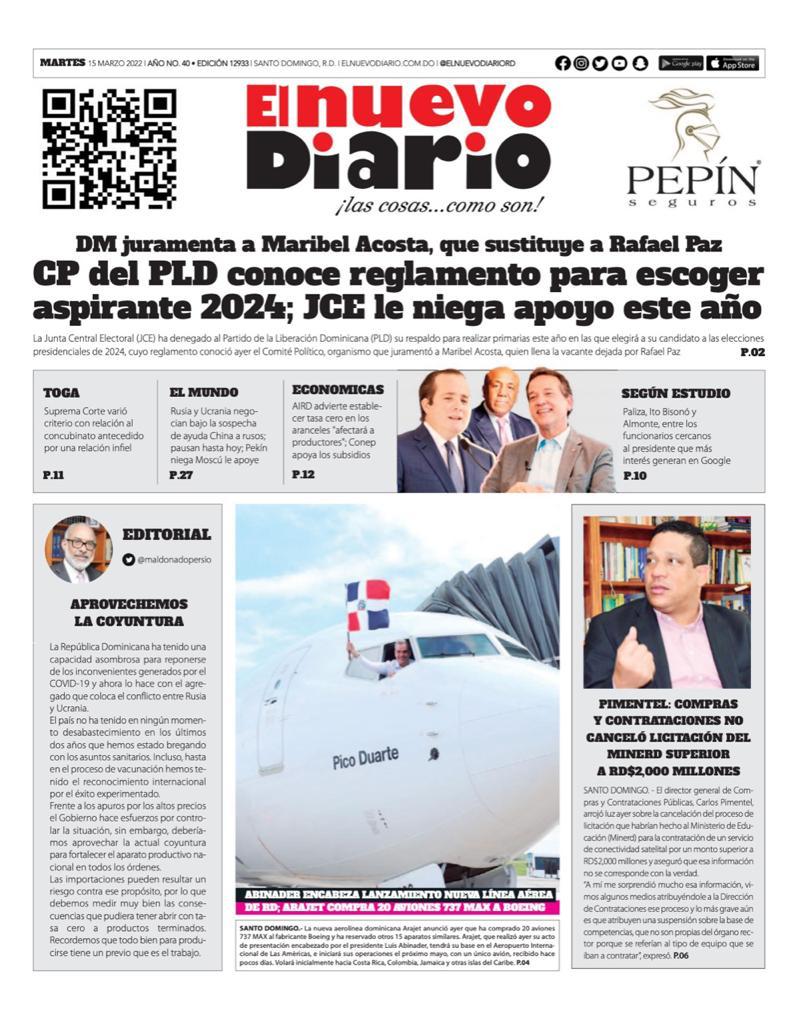 MARTES 15 MARZO 2022 | AÑO NO. 40 • EDICIÓN 12933 | SANTO DOMINGO, R.D. | ELNUEVODIARIO.COM.DO | @ELNUEVODIARIORD
Google play
App Store
El nuevo
Diario
¡las cosas...como son!
PEPÍN®
seguros
DM juramenta a Maribel Acosta, que sustituye a Rafael Paz
CP del PLD conoce reglamento para escoger
aspirante 2024; JCE le niega apoyo este año
La Junta Central Electoral (JCE) ha denegado al Partido de la Liberación Dominicana (PLD) su respaldo para realizar primarias este año en las que elegirá a su candidato a las elecciones
presidenciales de 2024, cuyo reglamento conoció ayer el Comité Político, organismo que juramentó a Maribel Acosta, quien llena la vacante dejada por Rafael Paz P.02
TOGA
Suprema Corte varió
criterio con relación al
concubinato antecedido
por una relación infiel
P.11
EL MUNDO
Rusia y Ucrania nego-
cian bajo la sospecha
de ayuda China a rusos;
pausan hasta hoy; Pekín
niega Moscú le apoye
P.27
ECONOMICAS
AIRD advierte estable-
cer tasa cero en los
aranceles "afectará a
productores"; Conep
apoya los subsidios
P.12
SEGÚN ESTUDIO
Paliza, Ito Bisonó y
Almonte, entre los
funcionarios cercanos
al presidente que más
interés generan en Google
P.10
EDITORIAL
@maldonadopersio
APROVECHEMOS
LA COYUNTURA
La República Dominicana ha tenido una
capacidad asombrosa para reponerse
de los inconvenientes generados por el
COVID-19 y ahora lo hace con el agre-
gado que coloca el conflicto entre Rusia
y Ucrania.
El país no ha tenido en ningún momen-
to desabastecimiento en los últimos
dos años que hemos estado bregando
con los asuntos sanitarios. Incluso, hasta
en el proceso de vacunación hemos te-
nido el reconocimiento internacional
por el éxito experimentado.
Frente a los apuros por los altos precios
el Gobierno hace esfuerzos por contro-
lar la situación, sin embargo, debería-
mos aprovechar la actual coyuntura
para fortalecer el aparato productivo na-
cional en todos los órdenes.
Las importaciones pueden resultar un
riesgo contra ese propósito, por lo que
debemos medir muy bien las conse-
cuencias que pudiera tener abrir con ta-
sa cero a productos terminados.
Recordemos que todo bien para produ-
cirse tiene un previo que es el trabajo.
Pico Duarte
ABINADER ENCABEZA LANZAMIENTO NUEVA LÍNEA AÉREA
DE RD; ARAJET COMPRA 20 AVIONES 737 MAX A BOEING
SANTO DOMINGO.- La nueva aerolínea dominicana Arajet anunció ayer que ha comprado 20 aviones
737 MAX al fabricante Boeing y ha reservado otros 15 aparatos similares. Arajet, que realizó ayer su acto
de presentación encabezado por el presidente Luis Abinader, tendrá su base en el Aeropuerto Interna-
cional de Las Américas, e iniciará sus operaciones el próximo mayo, con un único avión, recibido hace
pocos días. Volará inicialmente hacia Costa Rica, Colombia, Jamaica y otras islas del Caribe. P.04
PIMENTEL: COMPRAS
Y CONTRATACIONES NO
CANCELÓ LICITACIÓN DEL
MINERD SUPERIOR
A RD$2,000 MILLONES
SANTO DOMINGO. - El director general de Com-
pras y Contrataciones Públicas, Carlos Pimentel,
arrojó luz ayer sobre la cancelación del proceso de
licitación que habrían hecho al Ministerio de Edu-
cación (Minerd) para la contratación de un servicio
de conectividad satelital por un monto superior a
RD$2,000 millones y aseguró que esa información
no se corresponde con la verdad.
"A mí me sorprendió mucho esa información, vi-
mos algunos medios atribuyéndole a la Dirección
de Contrataciones ese proceso y lo más grave aún
es que atribuyen una suspensión sobre la base de
competencias, que no son propias del órgano rec-
tor porque se referían al tipo de equipo que se
iban a contratar", expresó. P.06